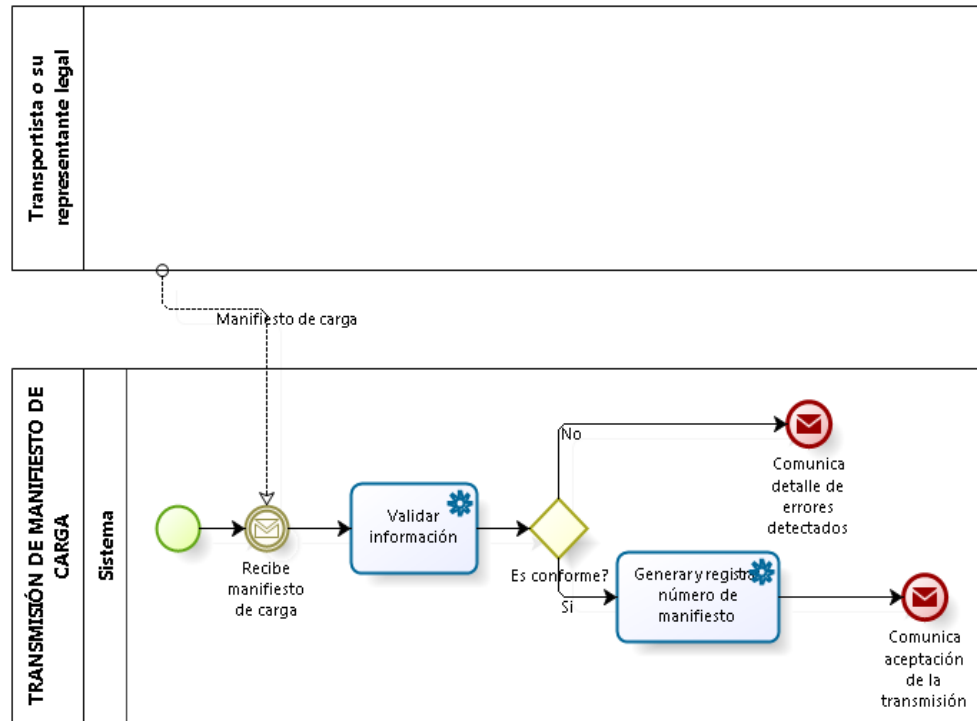 Transportista o su
representante legal
Manifiesto de carga
TRANSMISIÓN DE MANIFIESTO DE
CARGA
Sistema
Recibe
manifiesto
de carga
Validar
información
Es conforme?
No
Si
Comunica
detalle de
errores
detectados
Generar y registrar
número de
manifiesto
Comunica
aceptación
de la
transmisión